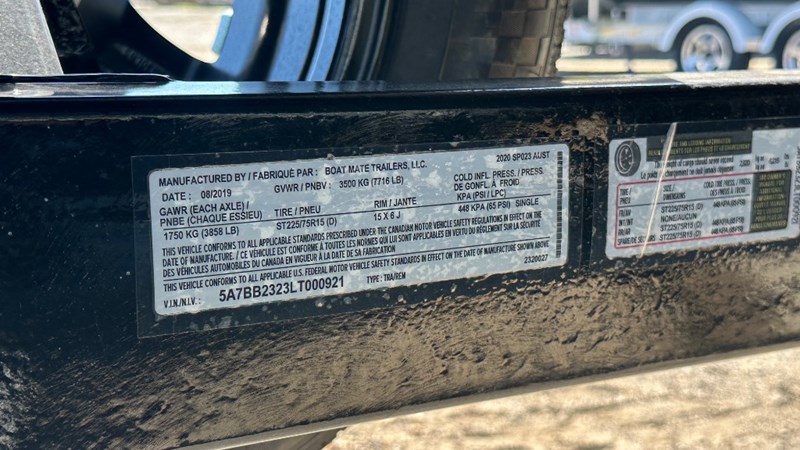 MANUFACTURED BY / FABRIQUÉ PAR : BOAT MATE TRAILERS, LLC. 2020 SP023 AUST
DATE : 08/2019 GVWR / PNBV : 3500 KG (7716 LB) COLD INFL. PRESS./ PRESS.
GAWR (EACH AXLE) / TIRE / PNEU RIM / JANTE DE GONFL. À FROID
PNBE (CHAQUE ESSIEU) KPA (PSI / LPC)
1750 KG (3858 LB) ST225/75R15 (D) 15 X 6 J 448 KPA (65 PSI) SINGLE
THIS VEHICLE CONFORMS TO ALL APPLICABLE STANDARDS PRESCRIBED UNDER THE CANADIAN MOTOR VEHICLE SAFETY REGULATIONS IN EFFECT ON THE
DATE OF MANUFACTURE. / CE VÉHICULE EST CONFORME À TOUTES LES NORMES QUI LUI SONT APPLICABLES EN VERTU DU RÈGLEMENT SUR LA SÉCURITÉ
DES VÉHICULES AUTOMOBILES DU CANADA EN VIGUEUR À LA DATE DE SA FABRICATION
THIS VEHICLE CONFORMS TO ALL APPLICABLE U.S. FEDERAL MOTOR VEHICLE SAFETY STANDARDS IN EFFECT ON THE DATE OF MANUFACTURE SHOWN ABOVE
V.I.N./N.I.V. : 5A7BB2323LT000921 TYPE : TRA/REM 2320027
TIRE / PNEU
ST225/75R15 (D)
NONE/AUCUN
SPARE/DE SECOURS ST225/75R15 (D)